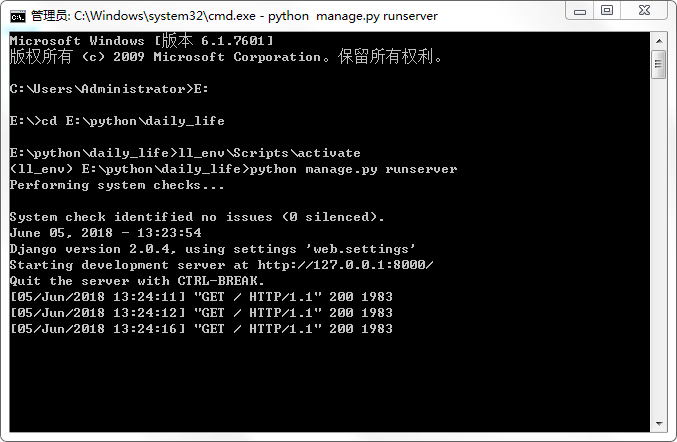 管理员: C:\Windows\system32\cmd.exe - python  manage.py runserver
Microsoft Windows [版本 6.1.7601]
版权所有 (c) 2009 Microsoft Corporation。保留所有权利。
C:\Users\Administrator>E:
E:\>cd E:\python\daily_life
E:\python\daily_life>ll_env\Scripts\activate
(ll_env) E:\python\daily_life>python manage.py runserver
Performing system checks...
System check identified no issues (0 silenced).
June 05, 2018 - 13:23:54
Django version 2.0.4, using settings 'web.settings'
Starting development server at http://127.0.0.1:8000/
Quit the server with CTRL-BREAK.
[05/Jun/2018 13:24:11] "GET / HTTP/1.1" 200 1983
[05/Jun/2018 13:24:12] "GET / HTTP/1.1" 200 1983
[05/Jun/2018 13:24:16] "GET / HTTP/1.1" 200 1983